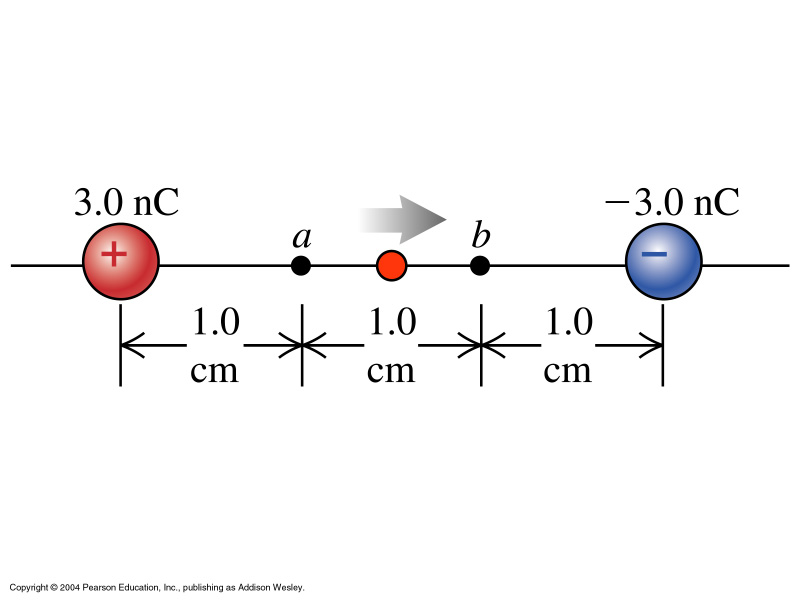 3.0 nC
−3.0 nC
+
−
a
b
1.0
cm
1.0
cm
1.0
cm
Copyright © 2004 Pearson Education, Inc., publishing as Addison Wesley.